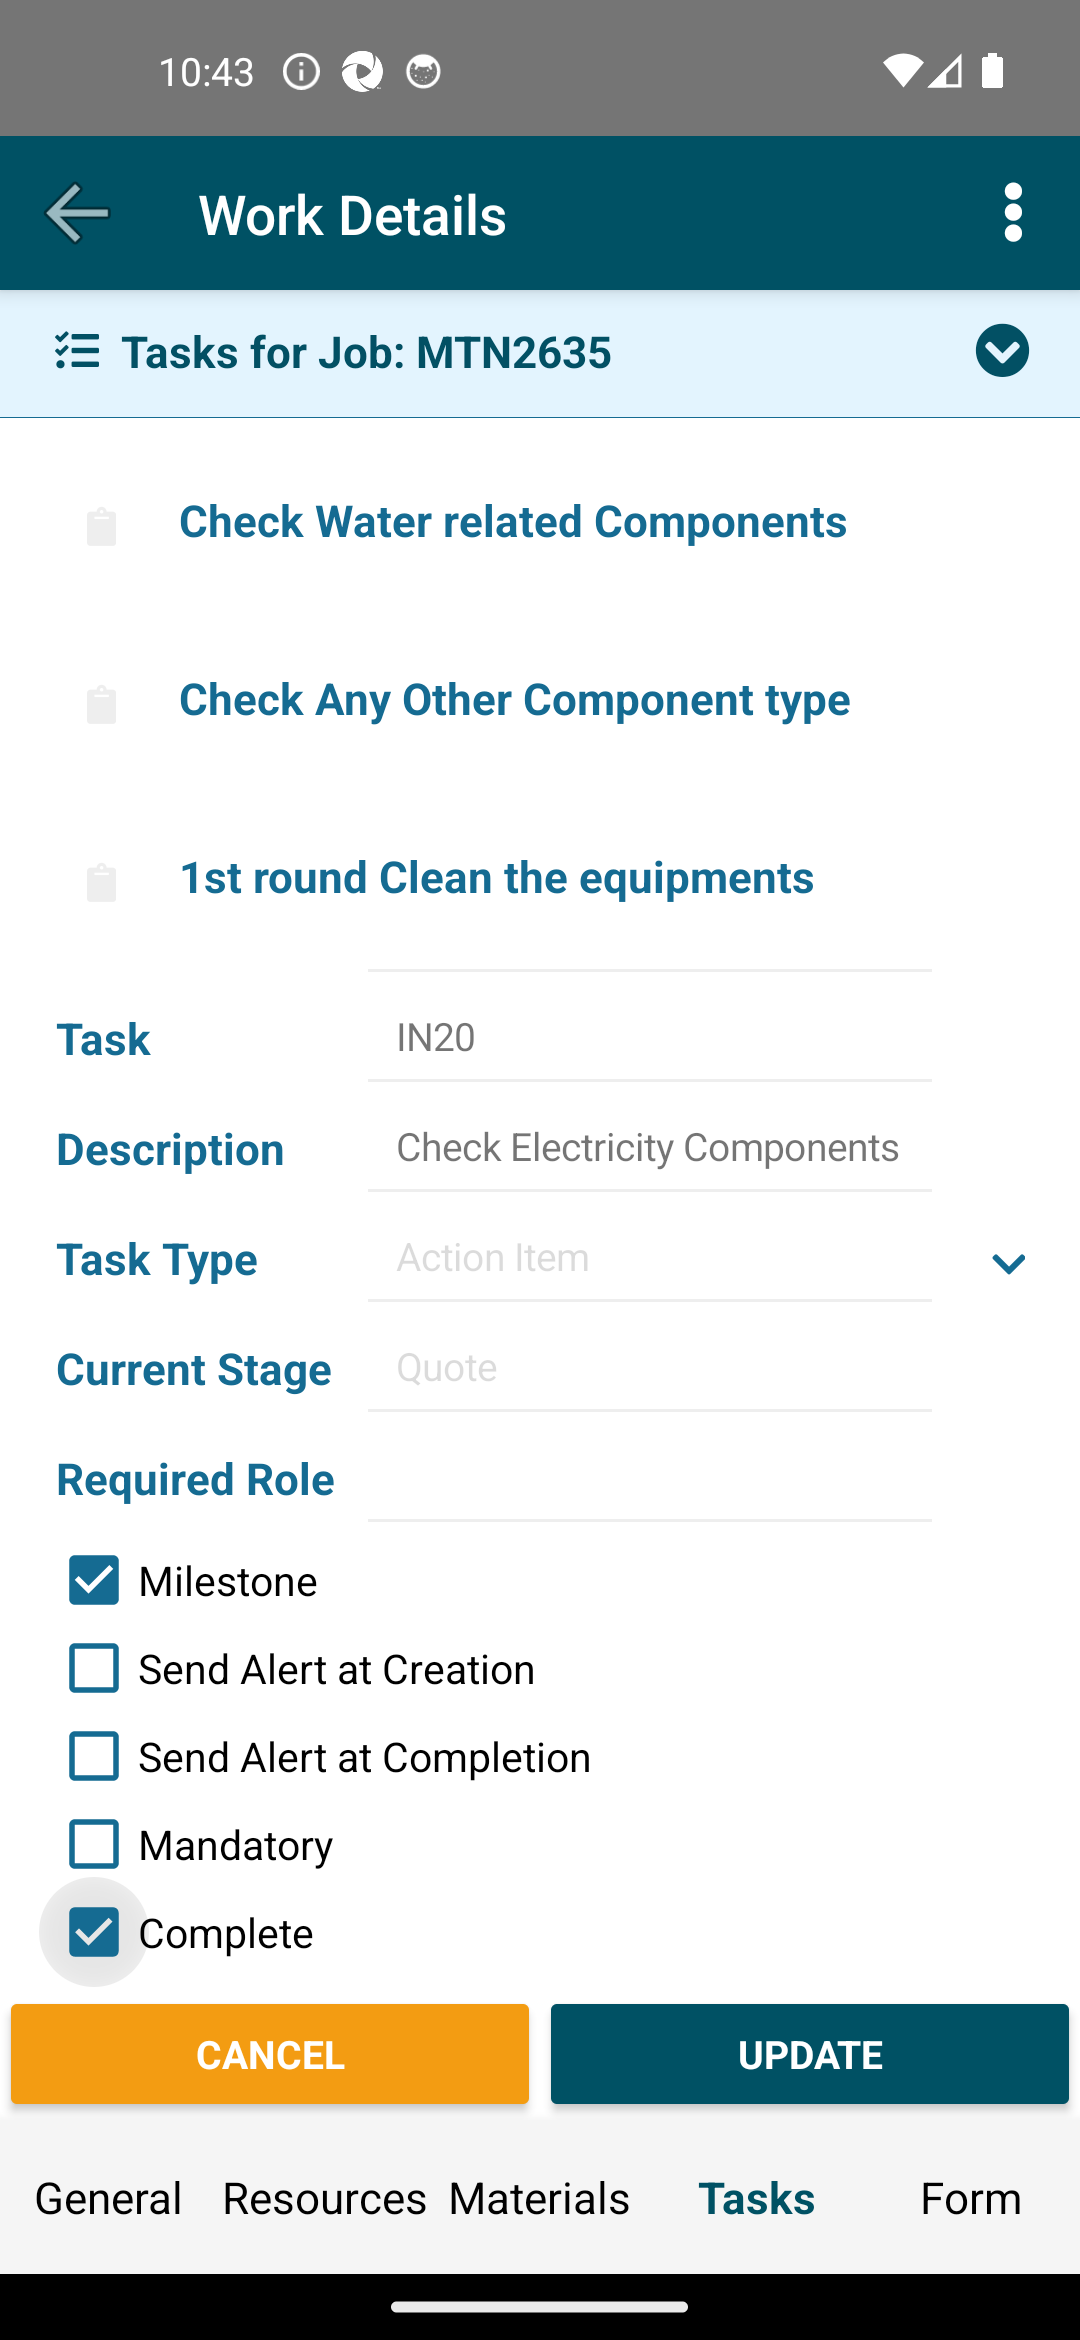 10:43
Work Details
Tasks for Job: MTN2635
Check Water related Components
Check Any Other Component type
1st round Clean the equipments
Task IN20
Description Check Electricity Components
Task Type Action Item
Current Stage Quote
Required Role
Milestone
Send Alert at Creation
Send Alert at Completion
Mandatory
Complete
CANCEL UPDATE
General Resources Materials Tasks Form